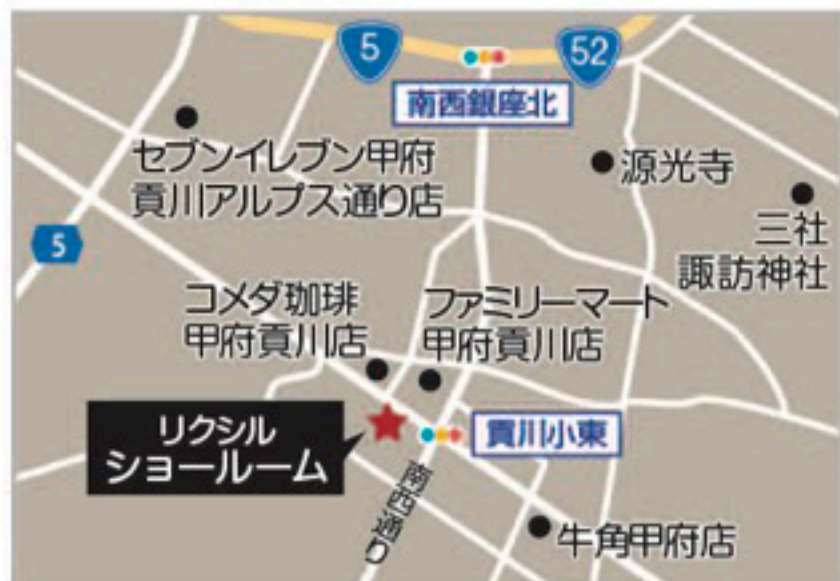 5
52
南西銀座北
セブンイレブン甲府
貢川アルプス通り店
源光寺
三社
諏訪神社
5
コメダ珈琲
甲府貢川店
ファミリーマート
甲府貢川店
リクシル
ショールーム
貢川小東
南西通り
牛角甲府店